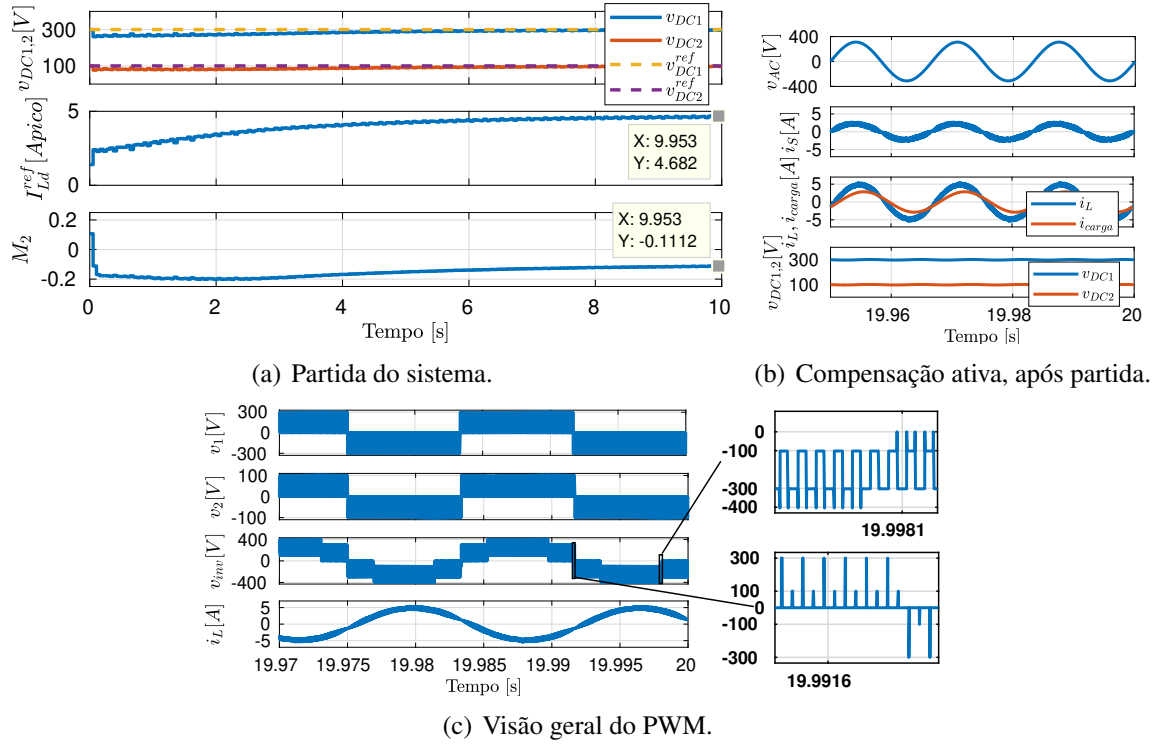 v_{DC1,2}[V]
300
100
v_{DC1}
v_{DC2}
v_{DC1}^{ref}
v_{DC2}^{ref}
I_{Ld}^{ref}[Apico]
5
0
X: 9.953
Y: 4.682
M_2
0.2
0
-0.2
X: 9.953
Y: -0.1112
0 2 4 6 8 10
Tempo [s]
(a) Partida do sistema.
v_{AC}[V]
400
0
-400
i_S[A]
5
0
-5
i_L, i_{carga}[A]
5
0
-5
i_L
i_{carga}
v_{DC1,2}[V]
300
100
v_{DC1}
v_{DC2}
19.96 19.98 20
Tempo [s]
(b) Compensação ativa, após partida.
v_1[V]
300
0
-300
v_2[V]
100
0
-100
v_{inv}[V]
400
0
-400
i_L[A]
5
0
-5
19.97 19.975 19.98 19.985 19.99 19.995 20
Tempo [s]
0
-100
-300
-400
19.9981
300
100
0
-100
-300
19.9916
(c) Visão geral do PWM.